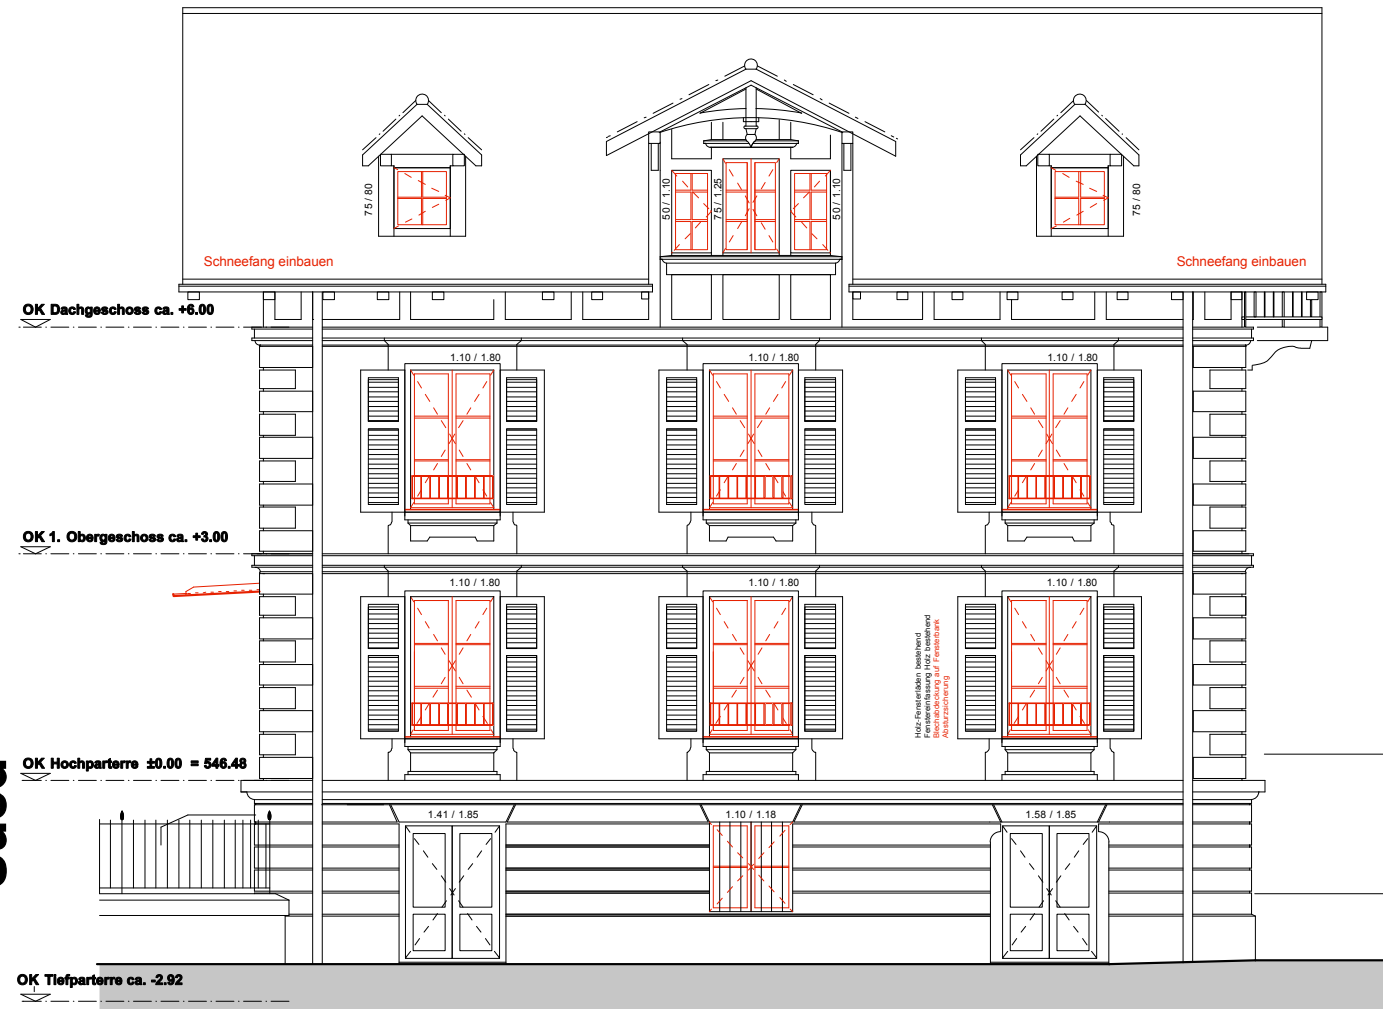 75 / 80
50 / 1.10
75 / 1.25
50 / 1.10
75 / 80
Schneefang einbauen
Schneefang einbauen
OK Dachgeschoss ca. +6.00
1.10 / 1.80
1.10 / 1.80
1.10 / 1.80
OK 1. Obergeschoss ca. +3.00
1.10 / 1.80
1.10 / 1.80
1.10 / 1.80
Holz-Fensterläden bestehend
Fenstereinfassung Holz bestehend
Blechabdeckung auf Fensterbank
Absturzsicherung
OK Hochparterre ±0.00 = 546.48
1.41 / 1.85
1.10 / 1.18
1.58 / 1.85
OK Tiefparterre ca. -2.92